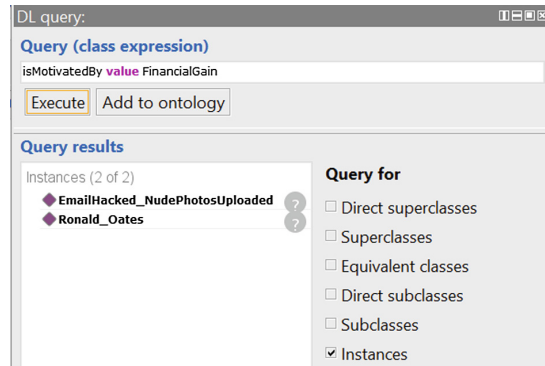 DL query:
Query (class expression)
isMotivatedBy value FinancialGain
Execute
Add to ontology
Query results
Instances (2 of 2)
EmailHacked_NudePhotosUploaded
?
Ronald_Oates
?
Query for
Direct superclasses
Superclasses
Equivalent classes
Direct subclasses
Subclasses
Instances